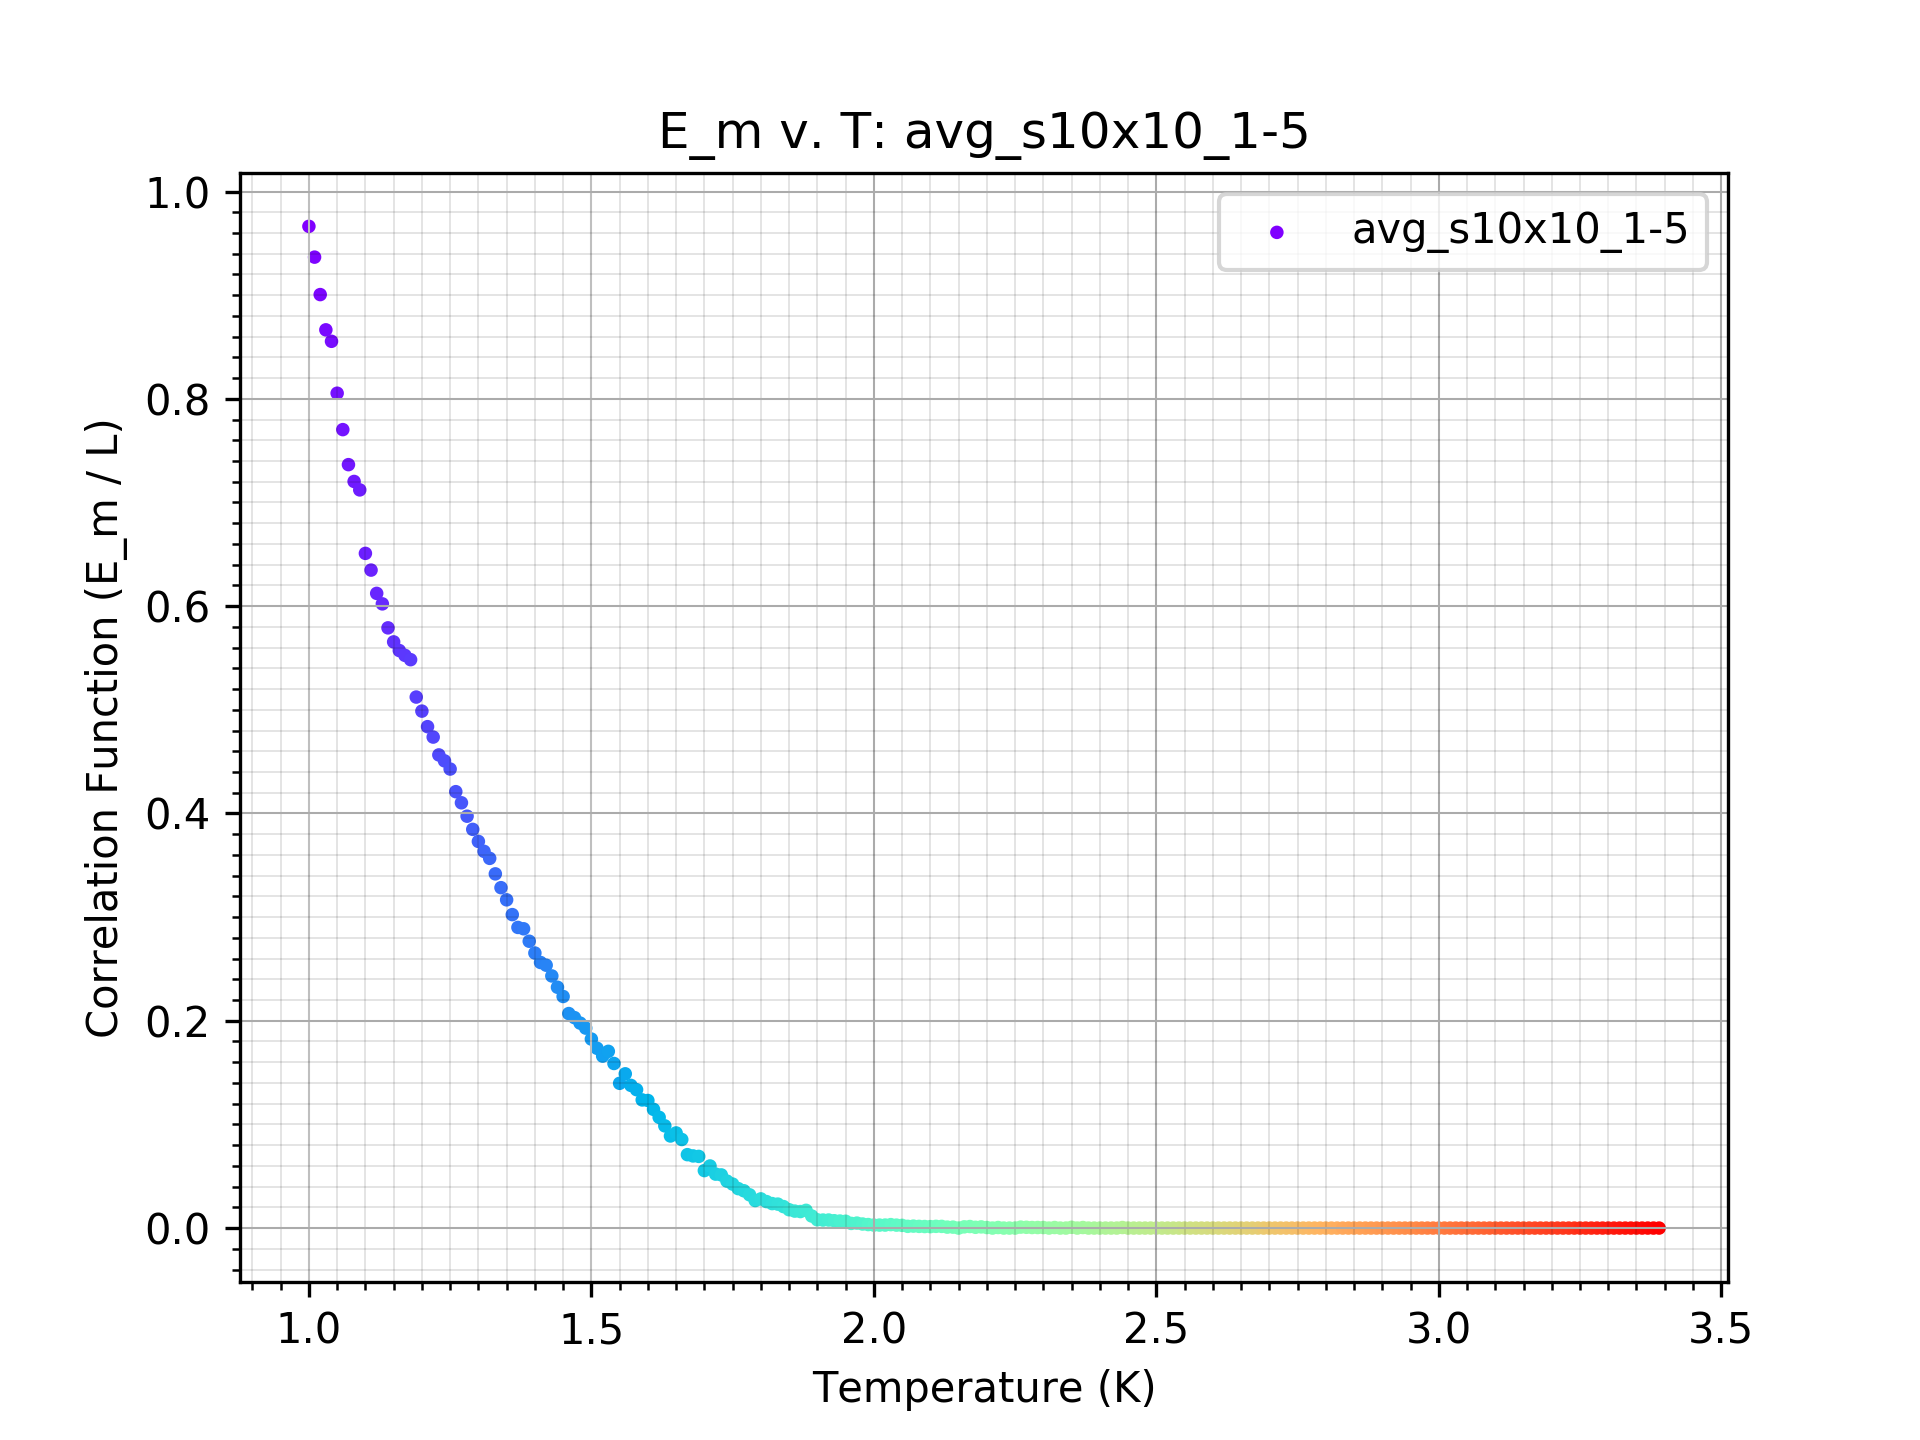 E_m v. T: avg_s10x10_1-5
avg_s10x10_1-5
Correlation Function (E_m / L)
1.0
0.8
0.6
0.4
0.2
0.0
1.0 1.5 2.0 2.5 3.0 3.5
Temperature (K)